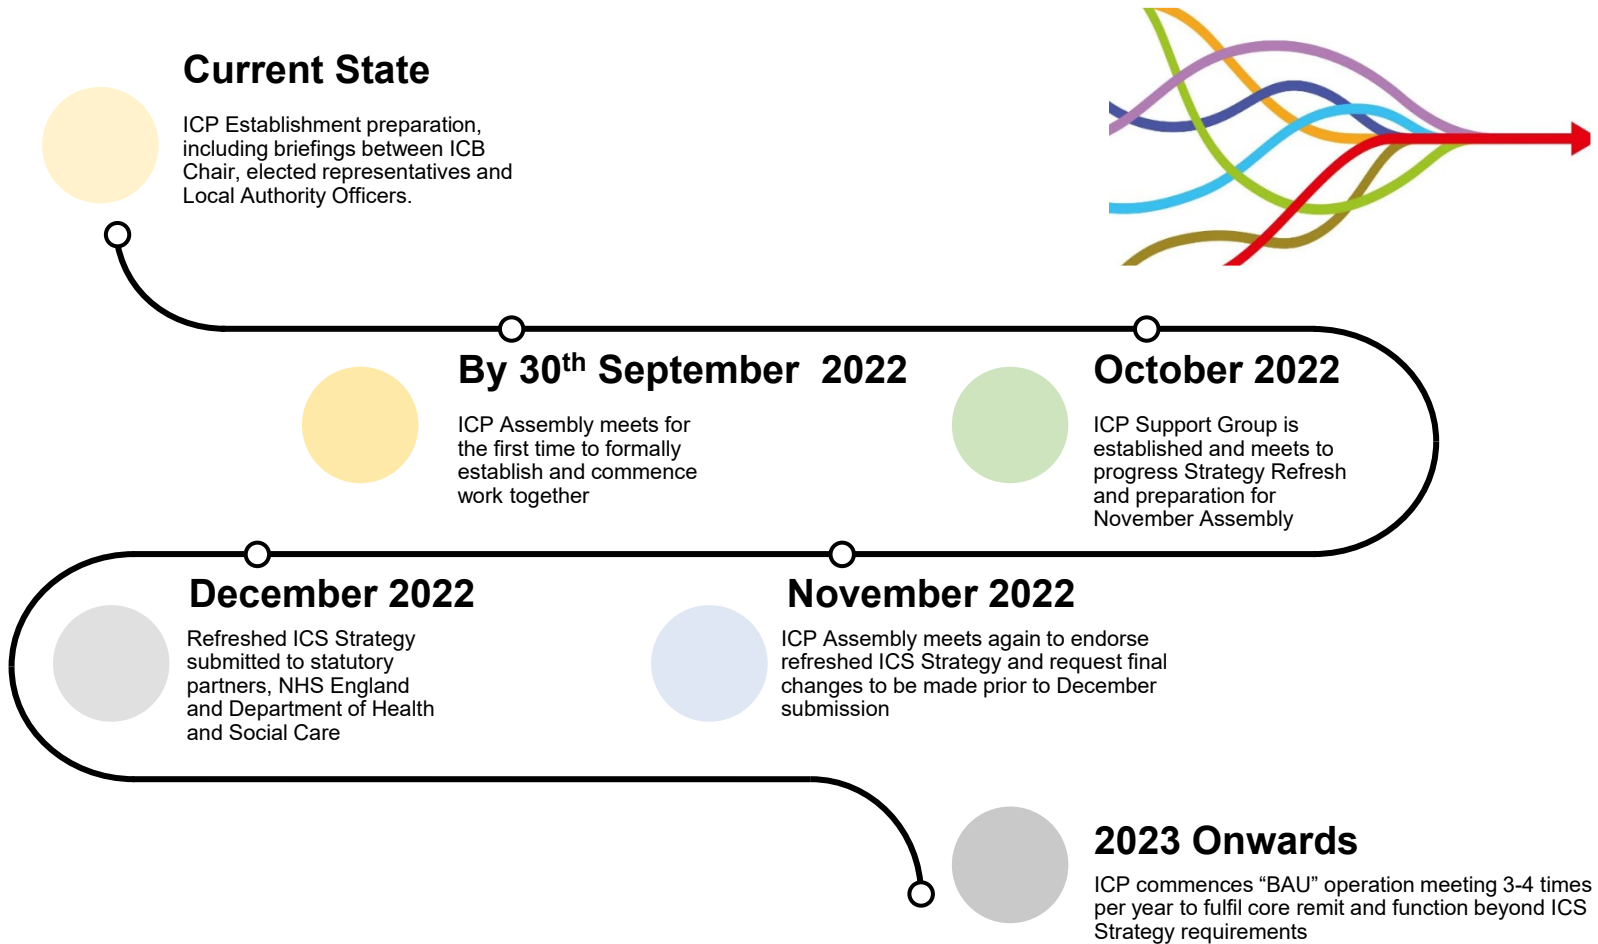 Current State
ICP Establishment preparation,
including briefings between ICB
Chair, elected representatives and
Local Authority Officers.
By 30th September 2022
ICP Assembly meets for
the first time to formally
establish and commence
work together
October 2022
ICP Support Group is
established and meets to
progress Strategy Refresh
and preparation for
November Assembly
November 2022
ICP Assembly meets again to endorse
refreshed ICS Strategy and request final
changes to be made prior to December
submission
December 2022
Refreshed ICS Strategy
submitted to statutory
partners, NHS England
and Department of Health
and Social Care
2023 Onwards
ICP commences “BAU” operation meeting 3-4 times
per year to fulfil core remit and function beyond ICS
Strategy requirements